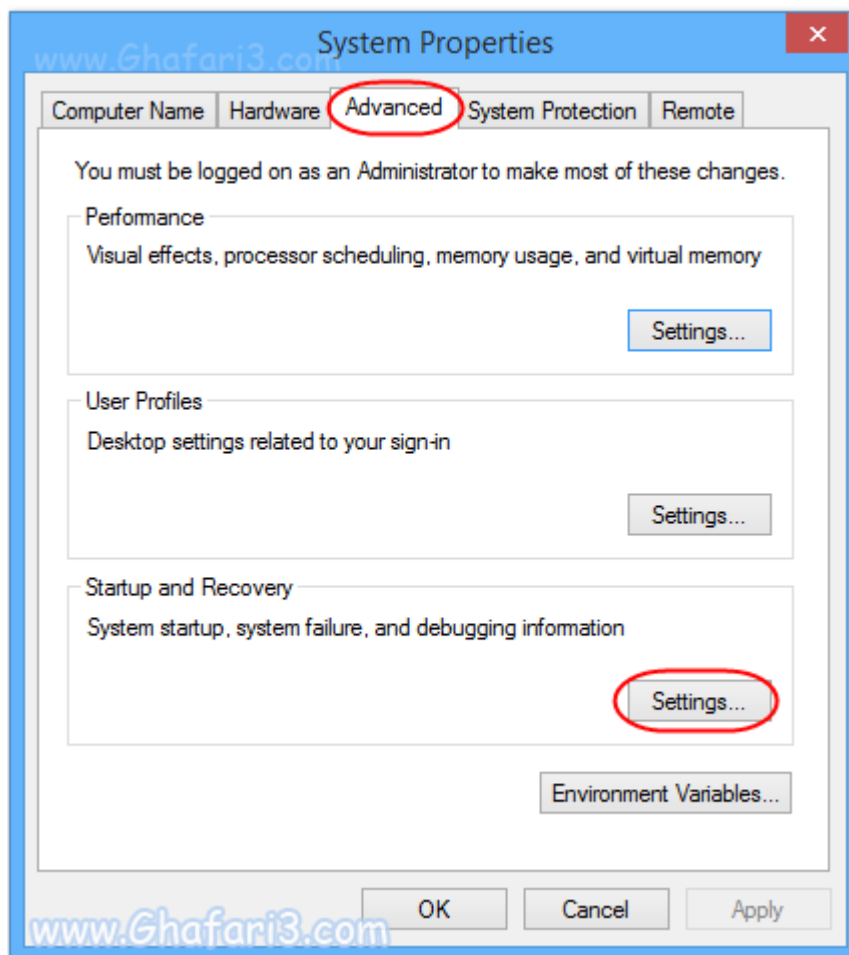 System Properties
www.Ghafari3.com
Computer Name Hardware Advanced System Protection Remote
You must be logged on as an Administrator to make most of these changes.
Performance
Visual effects, processor scheduling, memory usage, and virtual memory
Settings...
User Profiles
Desktop settings related to your sign-in
Settings...
Startup and Recovery
System startup, system failure, and debugging information
Settings...
Environment Variables...
OK Cancel Apply
www.Ghafari3.com